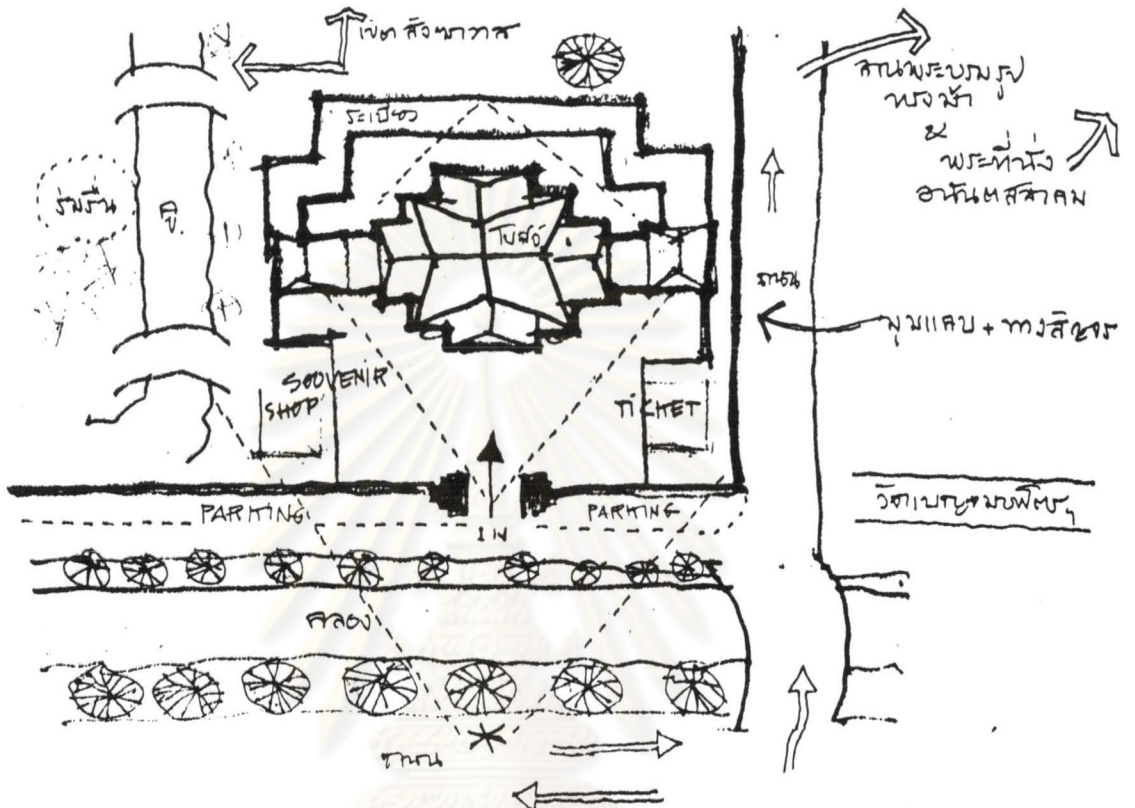 เขตสังฆาวาส
ลานพระบรมรูป
ทรงม้า
&
พระที่นั่ง
อนันตสมาคม
ระเบียง
ร่มรื่น
คู
โบสถ์
ถนน
มุมแคบ + ทางสัญจร
SOUVENIR
SHOP
TICKET
วัดเบญจมบพิตรฯ
PARKING
IN
PARKING
คลอง
ถนน